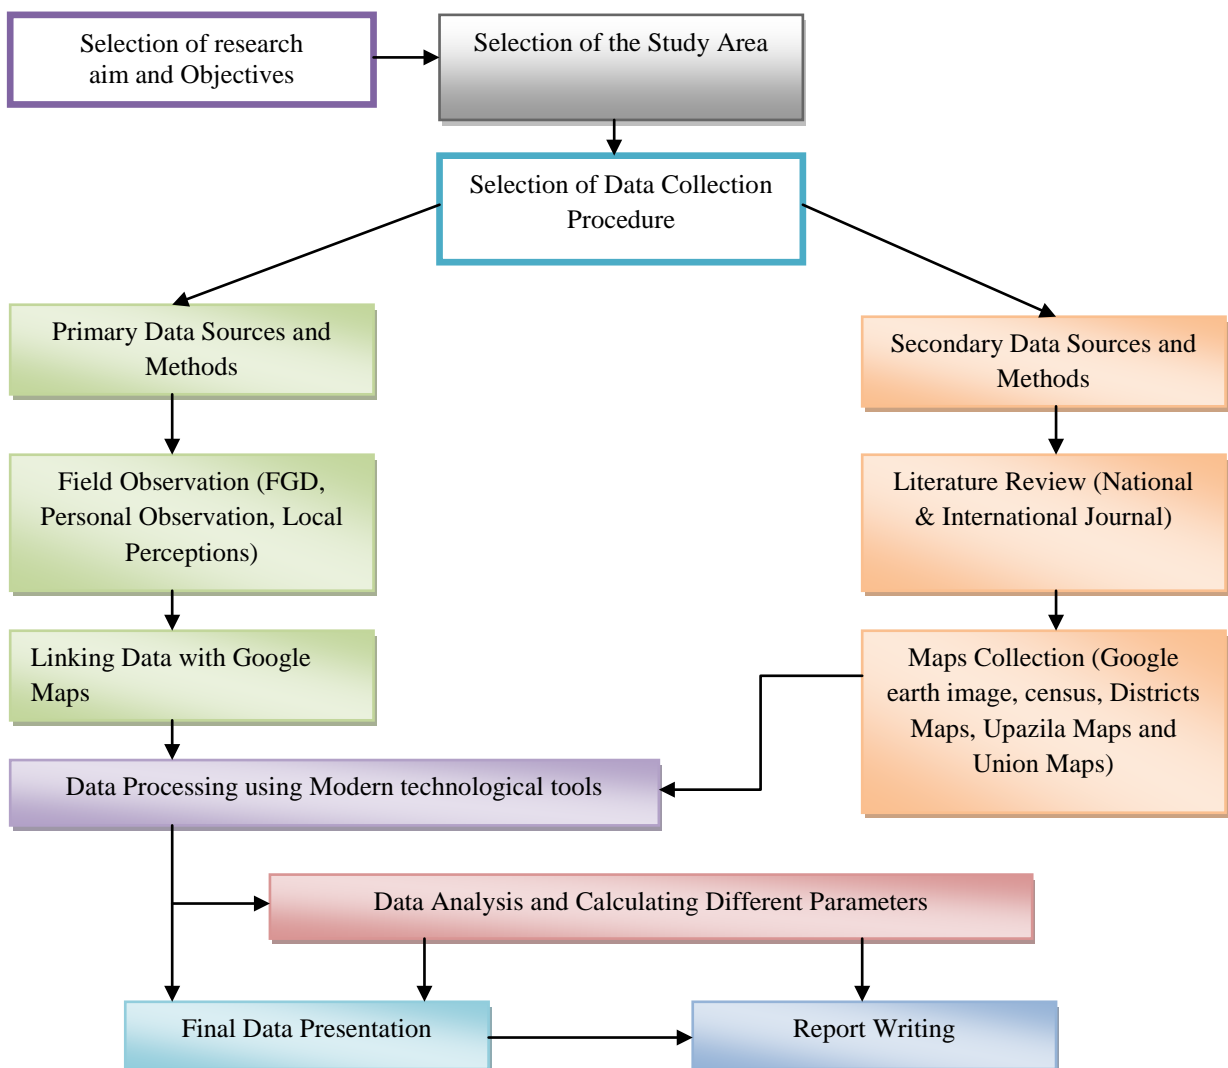 Selection of research
aim and Objectives
Selection of the Study Area
Selection of Data Collection
Procedure
Primary Data Sources and
Methods
Secondary Data Sources and
Methods
Field Observation (FGD,
Personal Observation, Local
Perceptions)
Literature Review (National
& International Journal)
Linking Data with Google
Maps
Maps Collection (Google
earth image, census, Districts
Maps, Upazila Maps and
Union Maps)
Data Processing using Modern technological tools
Data Analysis and Calculating Different Parameters
Final Data Presentation
Report Writing